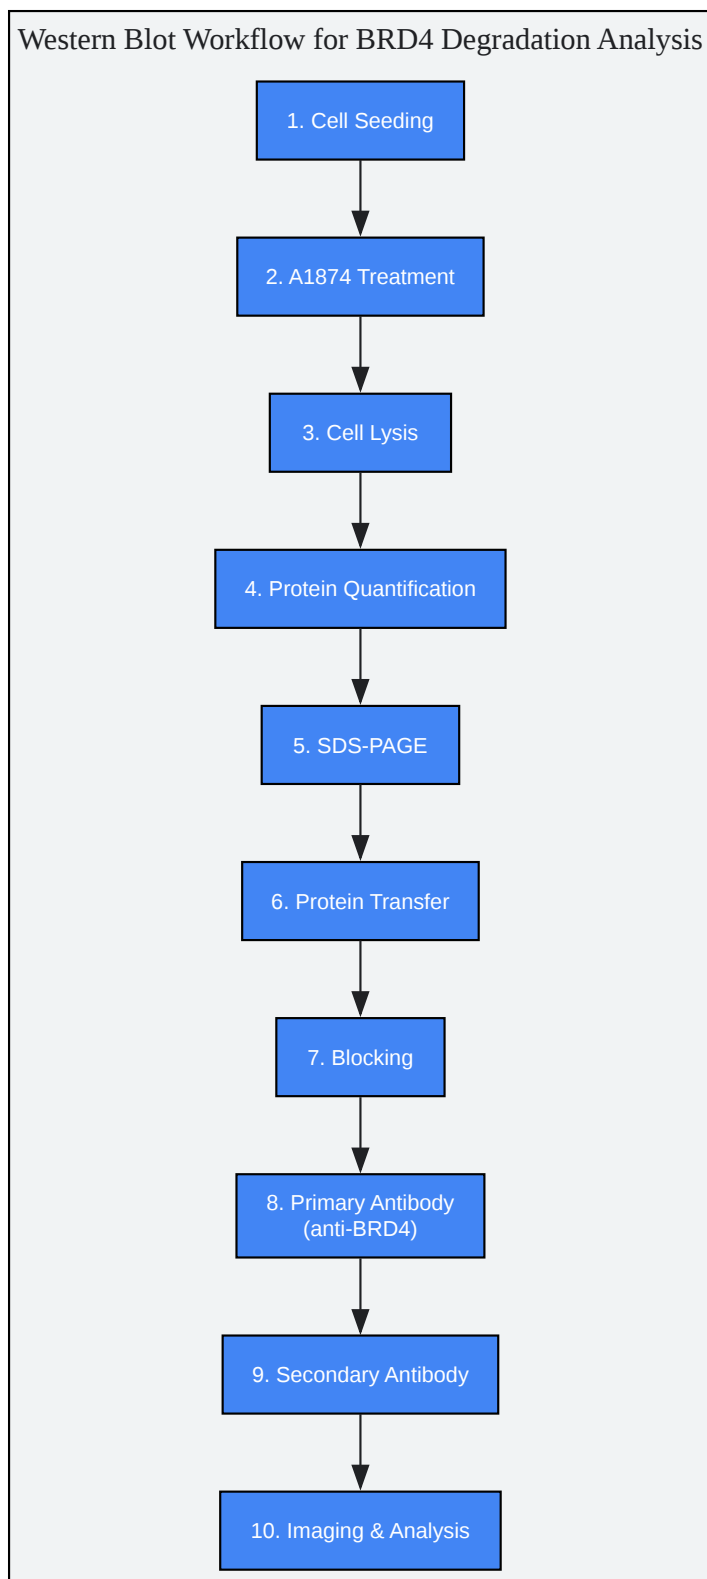 Western Blot Workflow for BRD4 Degradation Analysis
1. Cell Seeding
2. A1874 Treatment
3. Cell Lysis
4. Protein Quantification
5. SDS-PAGE
6. Protein Transfer
7. Blocking
8. Primary Antibody
(anti-BRD4)
9. Secondary Antibody
10. Imaging & Analysis